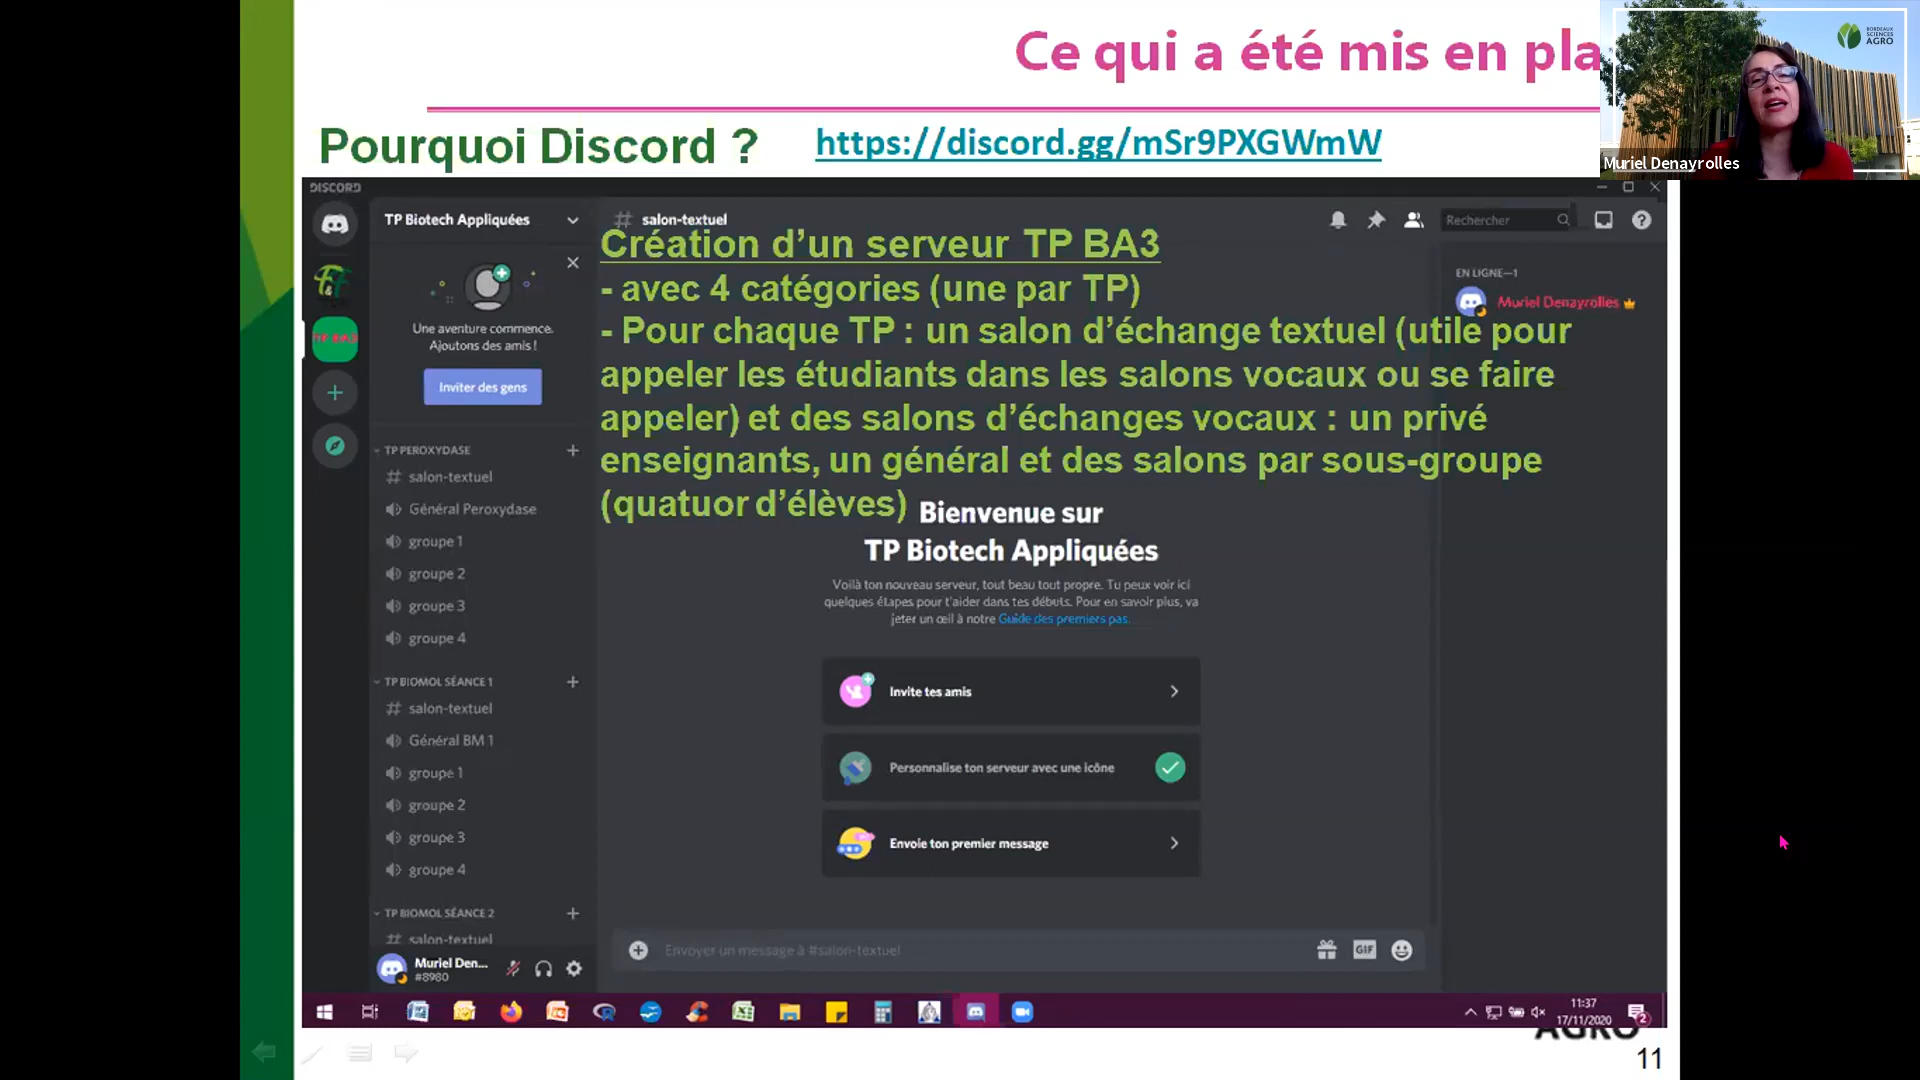 Ce qui a été mis en pla
BORDEAUX
SCIENCES
AGRO
Muriel Denayrolles
Pourquoi Discord ?
https://discord.gg/mSr9PXGWmW
DISCORD
TP Biotech Appliquées
salon-textuel
Rechercher
Création d’un serveur TP BA3
- avec 4 catégories (une par TP)
- Pour chaque TP : un salon d’échange textuel (utile pour
appeler les étudiants dans les salons vocaux ou se faire
appeler) et des salons d’échanges vocaux : un privé
enseignants, un général et des salons par sous-groupe
(quatuor d’élèves)
EN LIGNE—1
Muriel Denayrolles
TP BA3
Une aventure commence.
Ajoutons des amis !
Inviter des gens
TP PEROXYDASE
salon-textuel
Général Peroxydase
groupe 1
groupe 2
groupe 3
groupe 4
TP BIOMOL SÉANCE 1
salon-textuel
Général BM 1
groupe 1
groupe 2
groupe 3
groupe 4
TP BIOMOL SÉANCE 2
salon-textuel
Muriel Den...
#8980
Bienvenue sur
TP Biotech Appliquées
Voilà ton nouveau serveur, tout beau tout propre. Tu peux voir ici
quelques étapes pour t'aider dans tes débuts. Pour en savoir plus, va
jeter un œil à notre Guide des premiers pas.
Invite tes amis
Personnalise ton serveur avec une icône
Envoie ton premier message
Envoyer un message à #salon-textuel
GIF
11:37
17/11/2020
2
AGRO
11